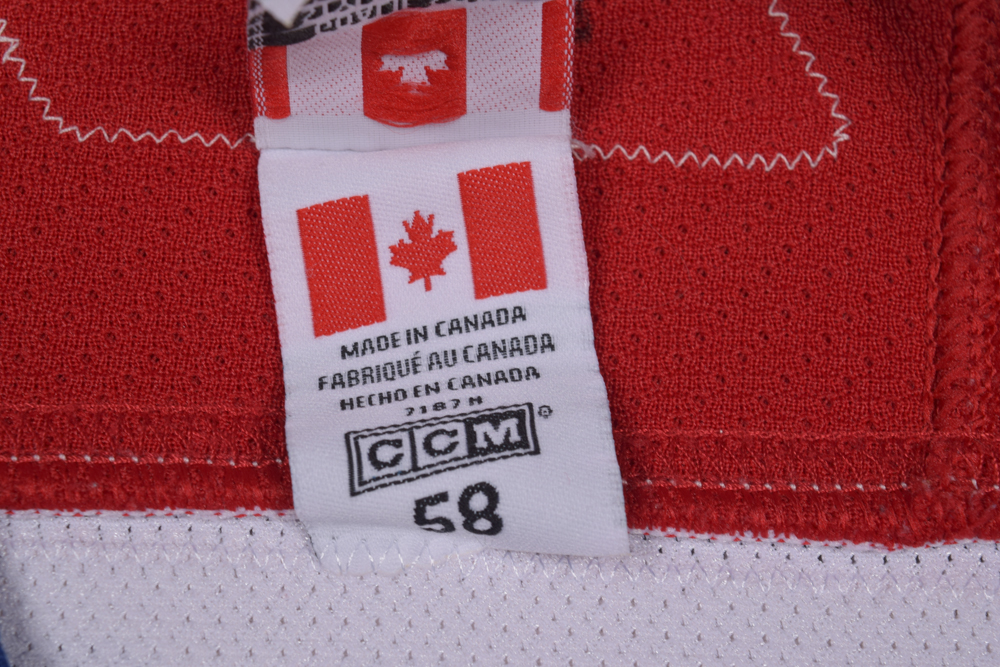 MADE IN CANADA
FABRIQUÉ AU CANADA
HECHO EN CANADA
7187 M
CCM®
58